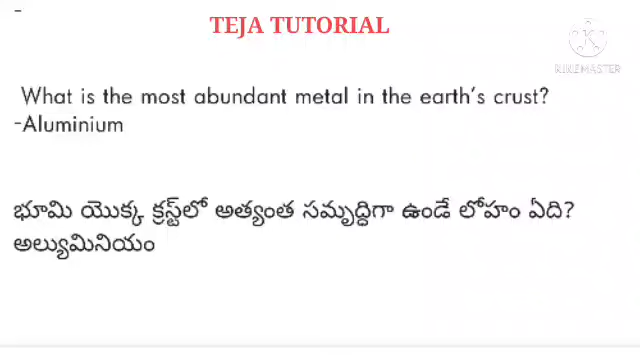 TEJA TUTORIAL
KINEMASTER
What is the most abundant metal in the earth's crust?
-Aluminium
భూమి యొక్క క్రస్ట్‌లో అత్యంత సమృద్ధిగా ఉండే లోహం ఏది?
అల్యుమినియం